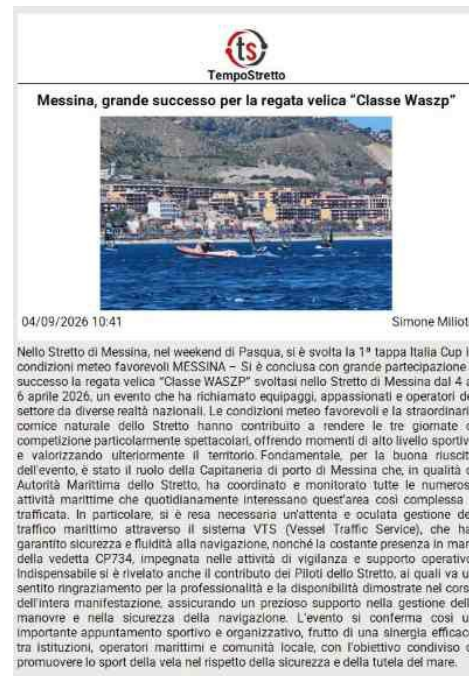 ts
TempoStretto
Messina, grande successo per la regata velica “Classe Waszp”
04/09/2026 10:41
Simone Miliot
Nello Stretto di Messina, nel weekend di Pasqua, si è svolta la 1ª tappa Italia Cup i
condizioni meteo favorevoli MESSINA – Si è conclusa con grande partecipazione
successo la regata velica “Classe WASZP” svoltasi nello Stretto di Messina dal 4 a
6 aprile 2026, un evento che ha richiamato equipaggi, appassionati e operatori de
settore da diverse realtà nazionali. Le condizioni meteo favorevoli e la straordinari
cornice naturale dello Stretto hanno contribuito a rendere le tre giornate d
competizione particolarmente spettacolari, offrendo momenti di alto livello sportiv
e valorizzando ulteriormente il territorio. Fondamentale, per la buona riuscit
dell'evento, è stato il ruolo della Capitaneria di porto di Messina che, in qualità d
Autorità Marittima dello Stretto, ha coordinato e monitorato tutte le numeros
attività marittime che quotidianamente interessano quest'area così complessa
trafficata. In particolare, si è resa necessaria un'attenta e oculata gestione de
traffico marittimo attraverso il sistema VTS (Vessel Traffic Service), che ha
garantito sicurezza e fluidità alla navigazione, nonché la costante presenza in mar
della vedetta CP734, impegnata nelle attività di vigilanza e supporto operativo
Indispensabile si è rivelato anche il contributo dei Piloti dello Stretto, ai quali va u
sentito ringraziamento per la professionalità e la disponibilità dimostrate nel cors
dell'intera manifestazione, assicurando un prezioso supporto nella gestione dell
manovre e nella sicurezza della navigazione. L'evento si conferma così u
importante appuntamento sportivo e organizzativo, frutto di una sinergia efficac
tra istituzioni, operatori marittimi e comunità locale, con l'obiettivo condiviso d
promuovere lo sport della vela nel rispetto della sicurezza e della tutela del mare.